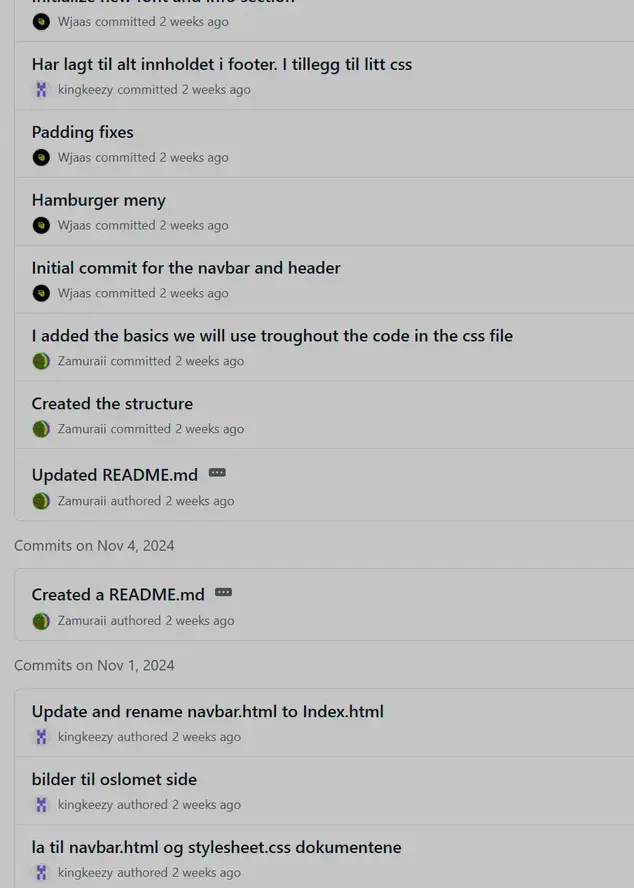 Initialize new font and info section
Wjaas committed 2 weeks ago
Har lagt til alt innholdet i footer. I tillegg til litt css
kingkeezy committed 2 weeks ago
Padding fixes
Wjaas committed 2 weeks ago
Hamburger meny
Wjaas committed 2 weeks ago
Initial commit for the navbar and header
Wjaas committed 2 weeks ago
I added the basics we will use troughout the code in the css file
Zamuraii committed 2 weeks ago
Created the structure
Zamuraii committed 2 weeks ago
Updated README.md
Zamuraii authored 2 weeks ago
Commits on Nov 4, 2024
Created a README.md
Zamuraii authored 2 weeks ago
Commits on Nov 1, 2024
Update and rename navbar.html to Index.html
kingkeezy authored 2 weeks ago
bilder til oslomet side
kingkeezy authored 2 weeks ago
la til navbar.html og stylesheet.css dokumentene
kingkeezy authored 2 weeks ago